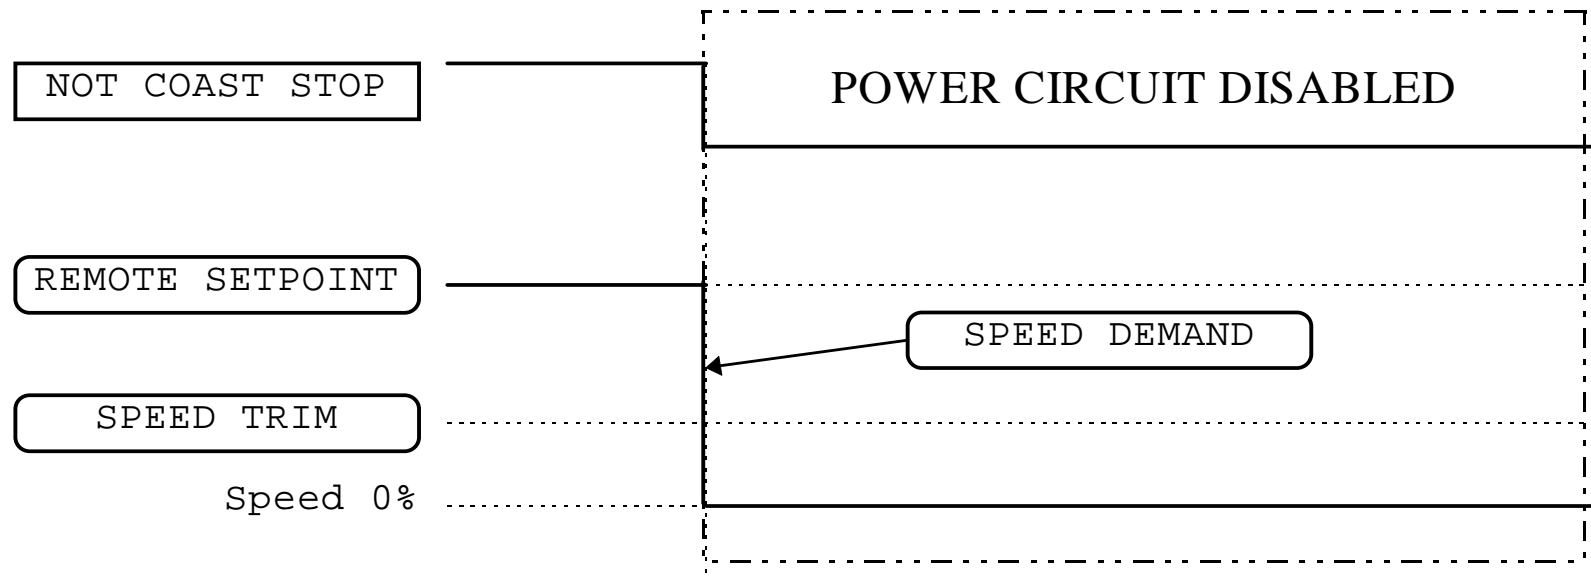 NOT COAST STOP
POWER CIRCUIT DISABLED
REMOTE SETPOINT
SPEED DEMAND
SPEED TRIM
Speed 0%